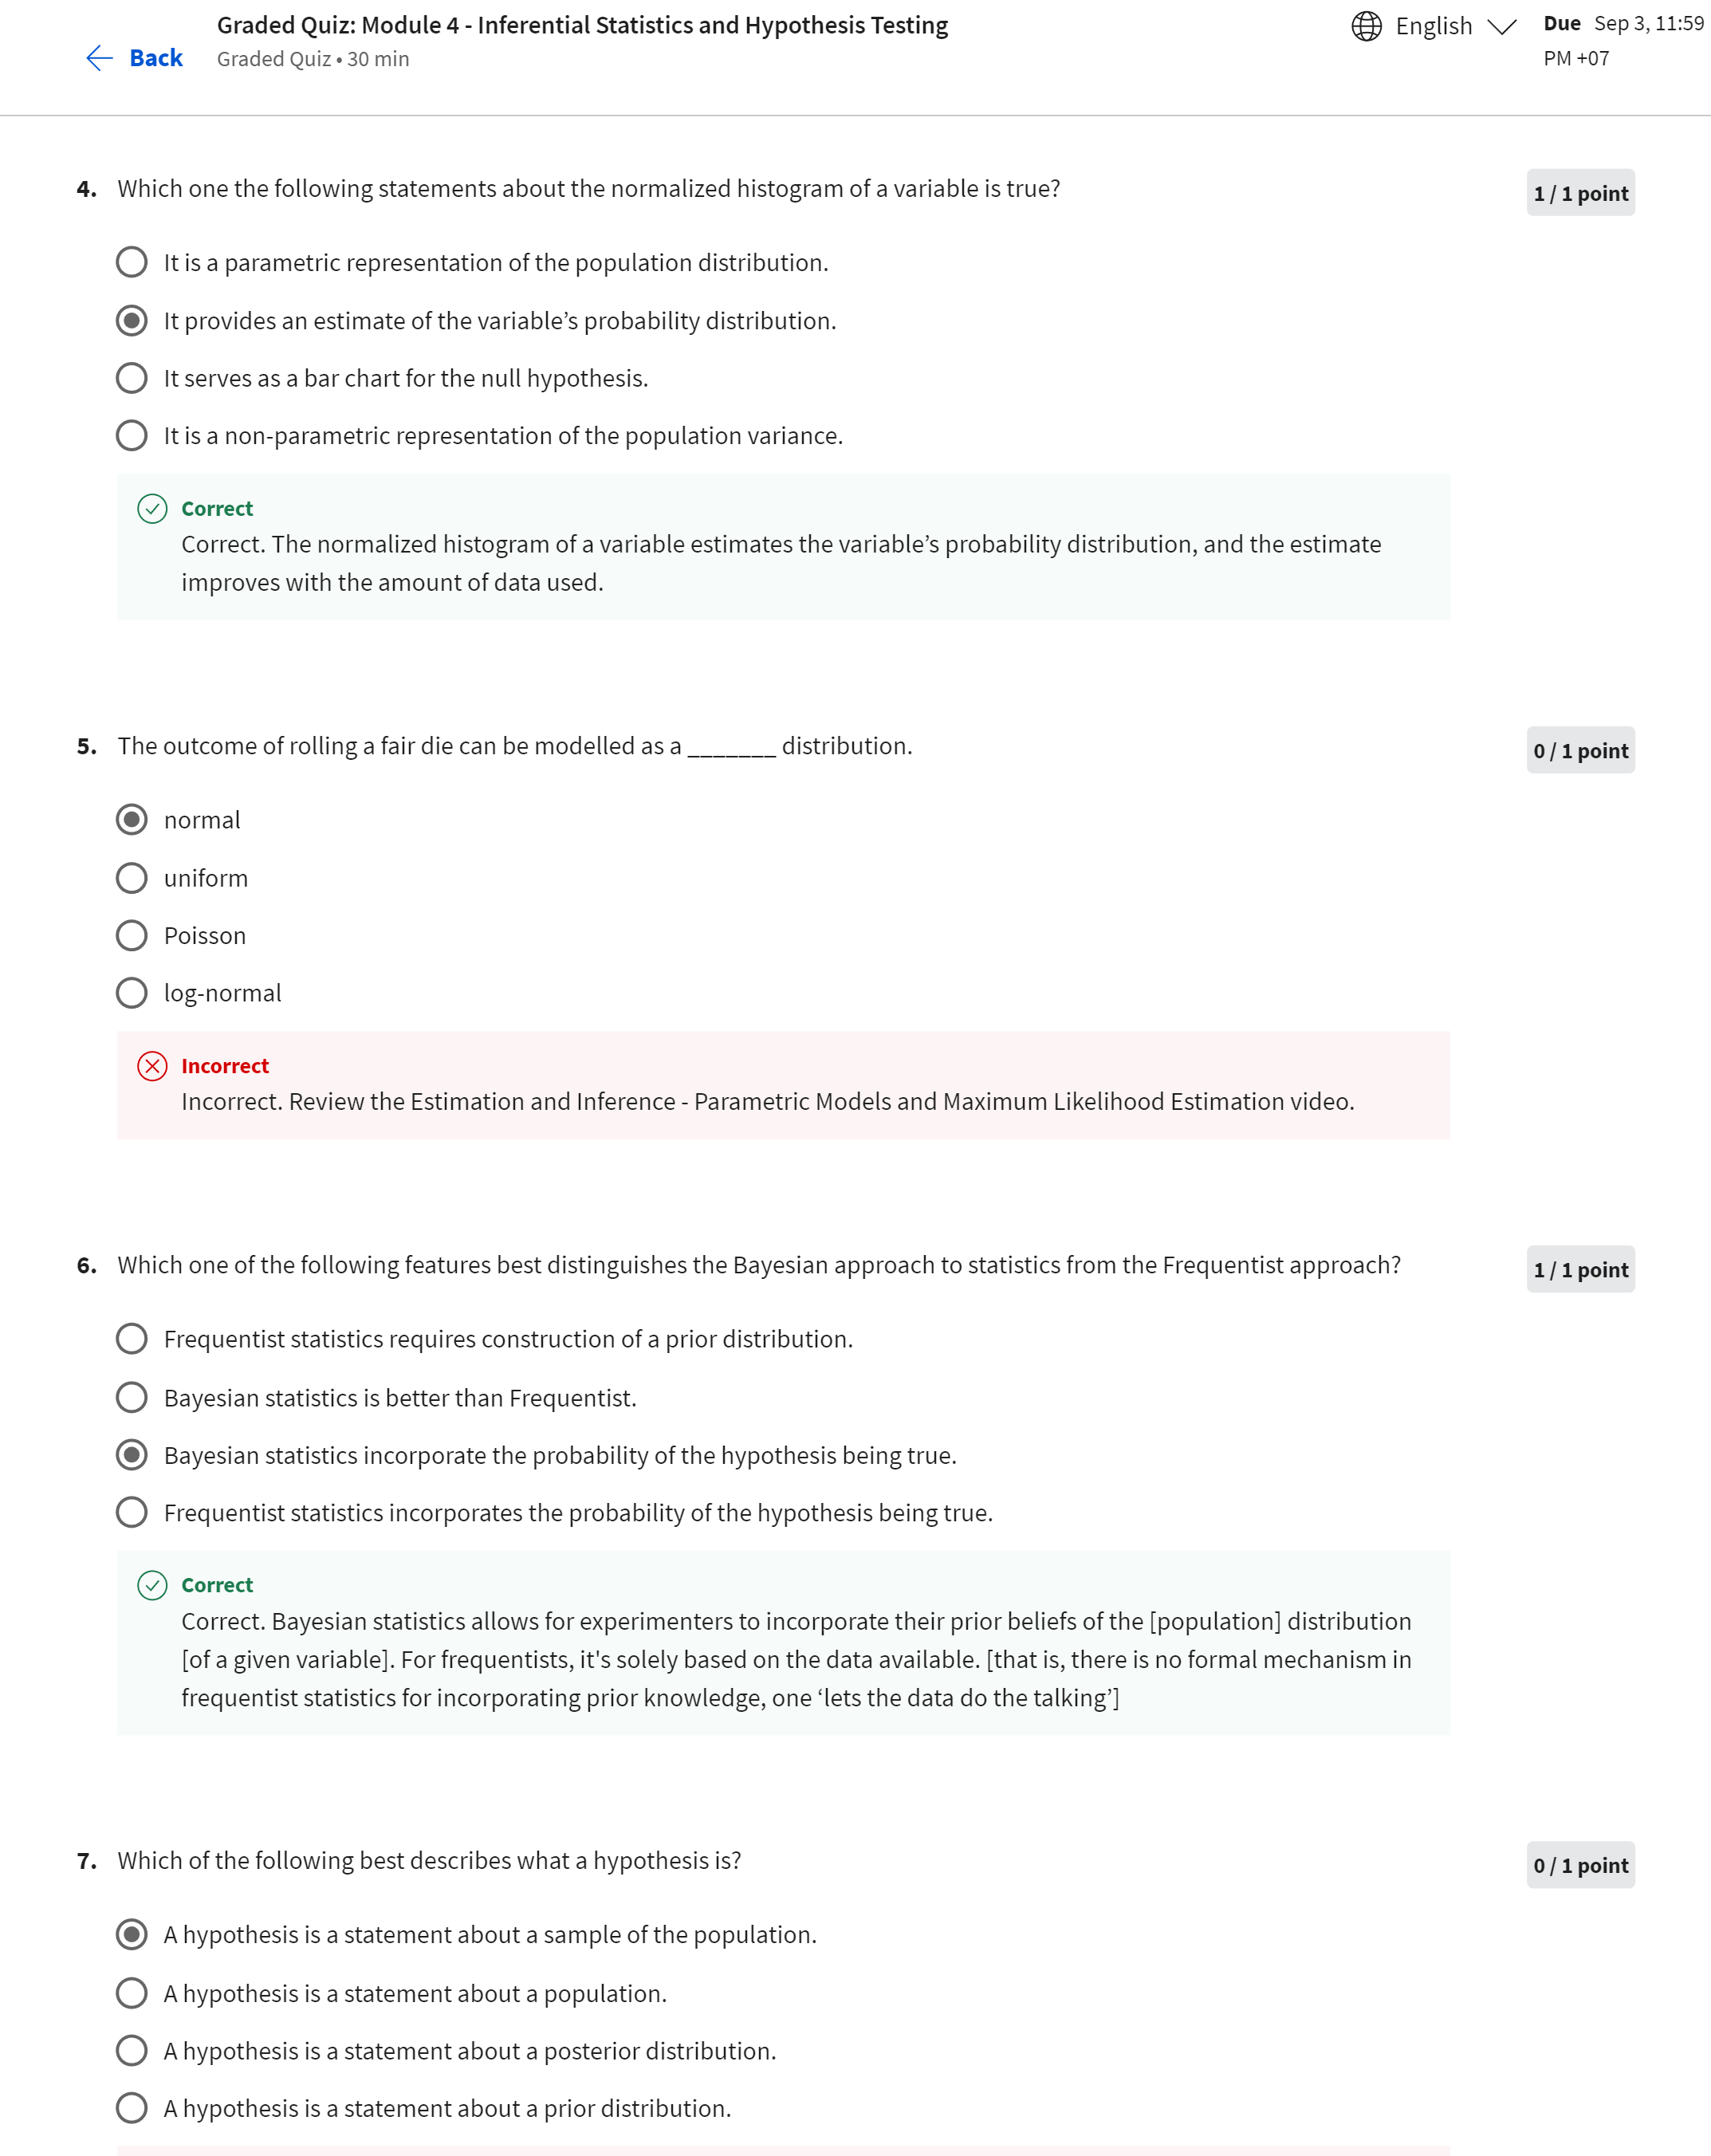 Back
Graded Quiz: Module 4 - Inferential Statistics and Hypothesis Testing
Graded Quiz • 30 min
English
Due Sep 3, 11:59
PM +07
4. Which one the following statements about the normalized histogram of a variable is true?
1 / 1 point
It is a parametric representation of the population distribution.
It provides an estimate of the variable’s probability distribution.
It serves as a bar chart for the null hypothesis.
It is a non-parametric representation of the population variance.
Correct
Correct. The normalized histogram of a variable estimates the variable’s probability distribution, and the estimate
improves with the amount of data used.
5. The outcome of rolling a fair die can be modelled as a _______ distribution.
0 / 1 point
normal
uniform
Poisson
log-normal
Incorrect
Incorrect. Review the Estimation and Inference - Parametric Models and Maximum Likelihood Estimation video.
6. Which one of the following features best distinguishes the Bayesian approach to statistics from the Frequentist approach?
1 / 1 point
Frequentist statistics requires construction of a prior distribution.
Bayesian statistics is better than Frequentist.
Bayesian statistics incorporate the probability of the hypothesis being true.
Frequentist statistics incorporates the probability of the hypothesis being true.
Correct
Correct. Bayesian statistics allows for experimenters to incorporate their prior beliefs of the [population] distribution
[of a given variable]. For frequentists, it's solely based on the data available. [that is, there is no formal mechanism in
frequentist statistics for incorporating prior knowledge, one ‘lets the data do the talking’]
7. Which of the following best describes what a hypothesis is?
0 / 1 point
A hypothesis is a statement about a sample of the population.
A hypothesis is a statement about a population.
A hypothesis is a statement about a posterior distribution.
A hypothesis is a statement about a prior distribution.